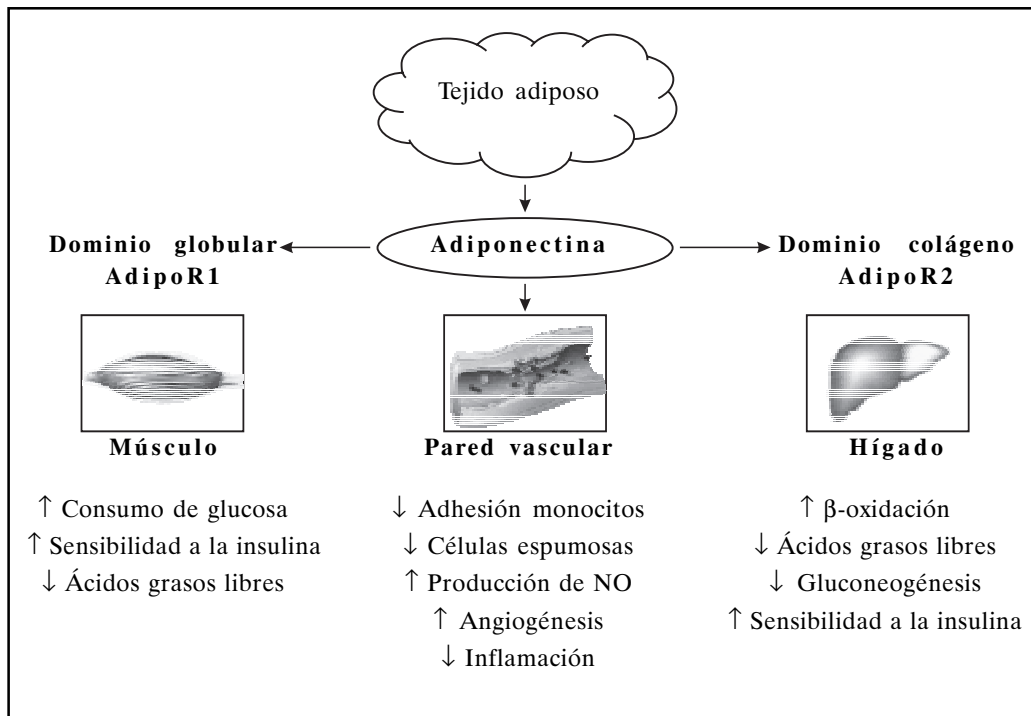 Tejido adiposo
Dominio globular
AdipoR1
Adiponectina
Dominio colágeno
AdipoR2
Músculo
↑ Consumo de glucosa
↑ Sensibilidad a la insulina
↓ Ácidos grasos libres
Pared vascular
↓ Adhesión monocitos
↓ Células espumosas
↑ Producción de NO
↑ Angiogénesis
↓ Inflamación
Hígado
↑ β-oxidación
↓ Ácidos grasos libres
↓ Gluconeogénesis
↑ Sensibilidad a la insulina